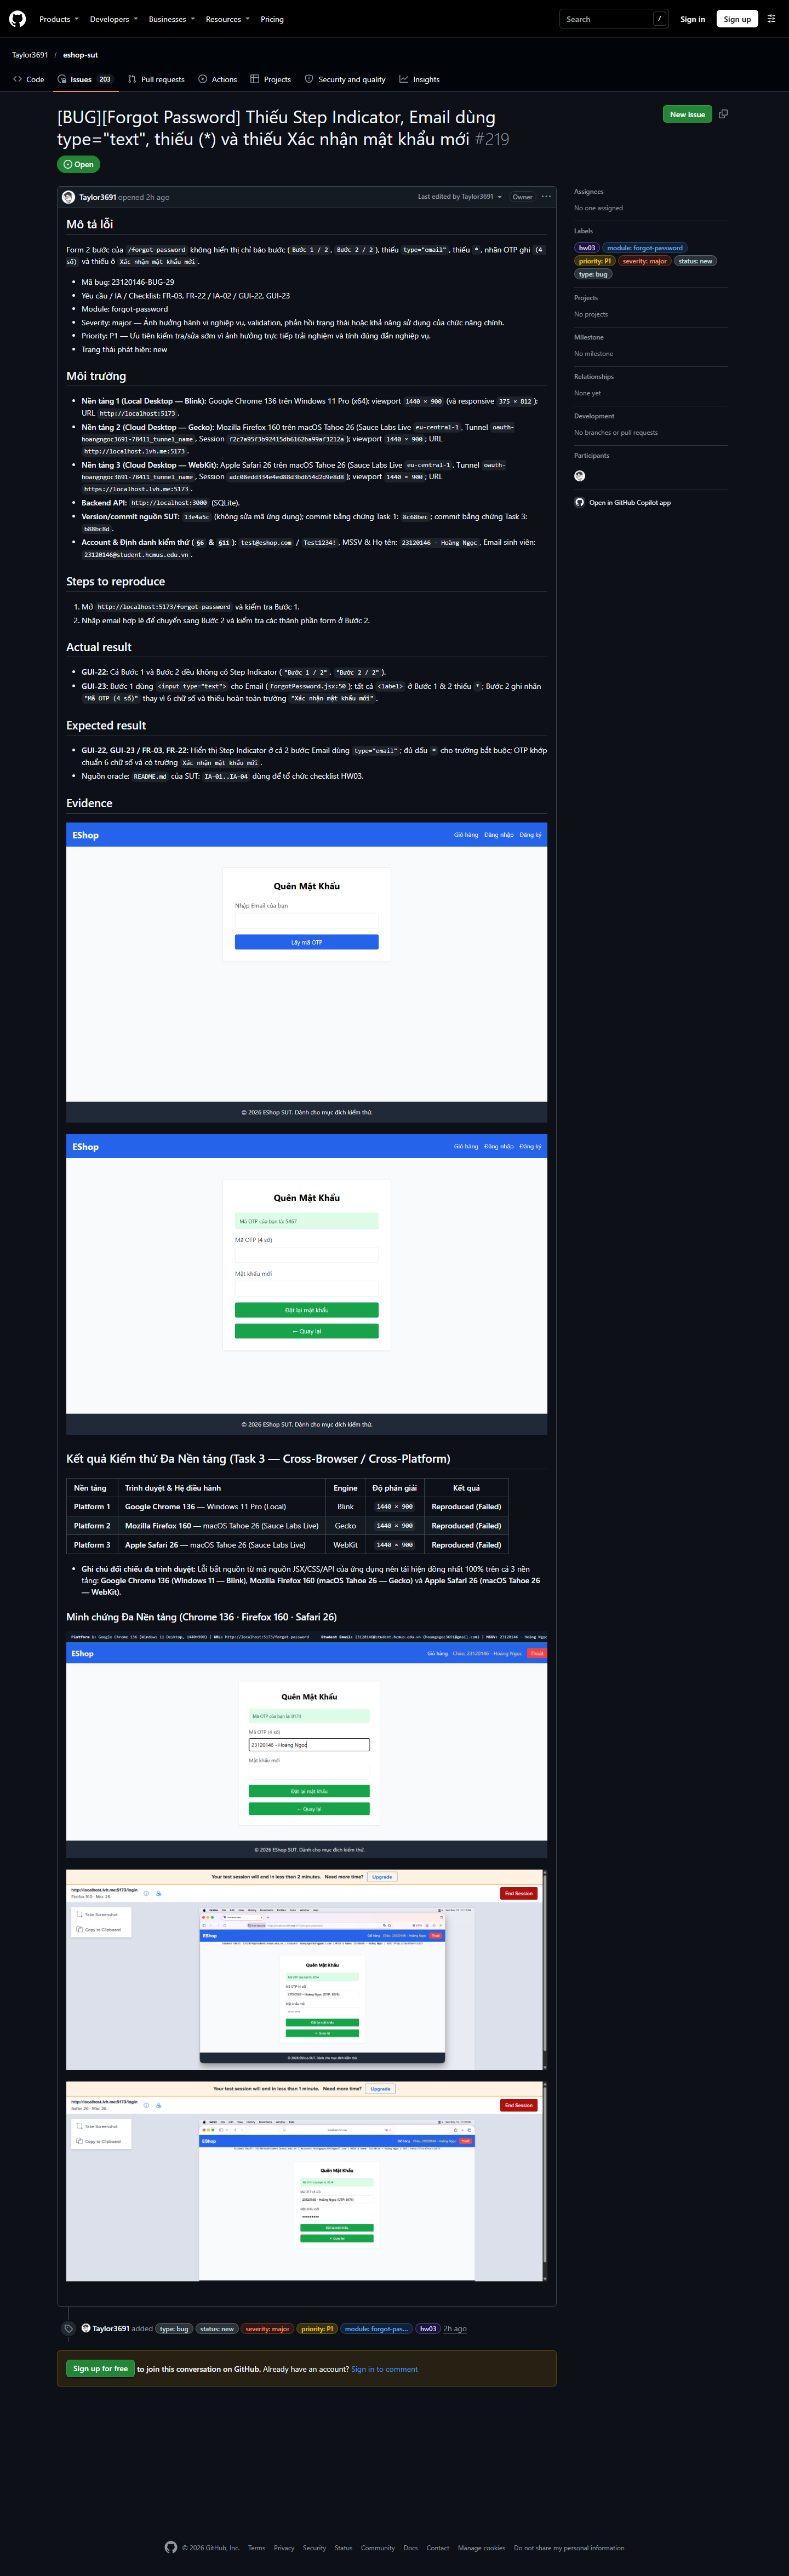 Products Developers Businesses Resources Pricing Search / Sign in Sign up
Taylor3691 / eshop-sut
Code Issues 203 Pull requests Actions Projects Security and quality Insights
[BUG][Forgot Password] Thiếu Step Indicator, Email dùng
type="text", thiếu (*) và thiếu Xác nhận mật khẩu mới #219
New issue
Open
Taylor3691 opened 2h ago
Last edited by Taylor3691 Owner
Mô tả lỗi
Form 2 bước của /forgot-password không hiển thị chỉ báo bước (Bước 1 / 2, Bước 2 / 2), thiếu type="email", thiếu *, nhãn OTP ghi (4
số) và thiếu ô Xác nhận mật khẩu mới.
Mã bug: 23120146-BUG-29
Yêu cầu / IA / Checklist: FR-03, FR-22 / IA-02 / GUI-22, GUI-23
Module: forgot-password
Severity: major — Ảnh hưởng hành vi nghiệp vụ, validation, phản hồi trạng thái hoặc khả năng sử dụng của chức năng chính.
Priority: P1 — Ưu tiên kiểm tra/sửa sớm vì ảnh hưởng trực tiếp trải nghiệm và tính đúng đắn nghiệp vụ.
Trạng thái phát hiện: new
Môi trường
Nền tảng 1 (Local Desktop — Blink): Google Chrome 136 trên Windows 11 Pro (x64); viewport 1440 × 900 (và responsive 375 × 812);
URL http://localhost:5173.
Nền tảng 2 (Cloud Desktop — Gecko): Mozilla Firefox 160 trên macOS Tahoe 26 (Sauce Labs Live eu-central-1, Tunnel oauth-
hoangngoc3691-78411_tunnel_name, Session f2c7a95f3b92415db6162ba99af3212a); viewport 1440 × 900; URL
http://localhost.lvh.me:5173.
Nền tảng 3 (Cloud Desktop — WebKit): Apple Safari 26 trên macOS Tahoe 26 (Sauce Labs Live eu-central-1, Tunnel oauth-
hoangngoc3691-78411_tunnel_name, Session adc08edd334e4ed88d3bd654d2d9e8d8); viewport 1440 × 900; URL
https://localhost.lvh.me:5173.
Backend API: http://localhost:3000 (SQLite).
Version/commit nguồn SUT: 13e4a5c (không sửa mã ứng dụng); commit bằng chứng Task 1: 8c68bec; commit bằng chứng Task 3:
b88bc8d.
Account & Định danh kiểm thử (§6 & §11): test@eshop.com / Test1234!, MSSV & Họ tên: 23120146 - Hoàng Ngọc, Email sinh viên:
23120146@student.hcmus.edu.vn.
Steps to reproduce
1. Mở http://localhost:5173/forgot-password và kiểm tra Bước 1.
2. Nhập email hợp lệ để chuyển sang Bước 2 và kiểm tra các thành phần form ở Bước 2.
Actual result
GUI-22: Cả Bước 1 và Bước 2 đều không có Step Indicator ("Bước 1 / 2", "Bước 2 / 2").
GUI-23: Bước 1 dùng <input type="text"> cho Email (ForgotPassword.jsx:50); tất cả <label> ở Bước 1 & 2 thiếu *; Bước 2 ghi nhãn
"Mã OTP (4 số)" thay vì 6 chữ số và thiếu hoàn toàn trường "Xác nhận mật khẩu mới".
Expected result
GUI-22, GUI-23 / FR-03, FR-22: Hiển thị Step Indicator ở cả 2 bước; Email dùng type="email"; đủ dấu * cho trường bắt buộc; OTP khớp
chuẩn 6 chữ số và có trường Xác nhận mật khẩu mới.
Nguồn oracle: README.md của SUT; IA-01..IA-04 dùng để tổ chức checklist HW03.
Evidence
EShop Giỏ hàng Đăng nhập Đăng ký
Quên Mật Khẩu
Nhập Email của bạn
Lấy mã OTP
© 2026 EShop SUT. Dành cho mục đích kiểm thử.
EShop Giỏ hàng Đăng nhập Đăng ký
Quên Mật Khẩu
Mã OTP của bạn là: 5467
Mã OTP (4 số)
Mật khẩu mới
Đặt lại mật khẩu
← Quay lại
© 2026 EShop SUT. Dành cho mục đích kiểm thử.
Kết quả Kiểm thử Đa Nền tảng (Task 3 — Cross-Browser / Cross-Platform)
Nền tảng Trình duyệt & Hệ điều hành Engine Độ phân giải Kết quả
Platform 1 Google Chrome 136 — Windows 11 Pro (Local) Blink 1440 × 900 Reproduced (Failed)
Platform 2 Mozilla Firefox 160 — macOS Tahoe 26 (Sauce Labs Live) Gecko 1440 × 900 Reproduced (Failed)
Platform 3 Apple Safari 26 — macOS Tahoe 26 (Sauce Labs Live) WebKit 1440 × 900 Reproduced (Failed)
Ghi chú đối chiếu đa trình duyệt: Lỗi bắt nguồn từ mã nguồn JSX/CSS/API của ứng dụng nên tái hiện đồng nhất 100% trên cả 3 nền
tảng: Google Chrome 136 (Windows 11 — Blink), Mozilla Firefox 160 (macOS Tahoe 26 — Gecko) và Apple Safari 26 (macOS Tahoe 26
— WebKit).
Minh chứng Đa Nền tảng (Chrome 136 · Firefox 160 · Safari 26)
EShop Giỏ hàng Chào, 23120146 - Hoàng Ngọc Thoát
Quên Mật Khẩu
Mã OTP (4 số)
23120146 - Hoàng Ngọc
Mật khẩu mới
Đặt lại mật khẩu
← Quay lại
© 2026 EShop SUT. Dành cho mục đích kiểm thử.
Your test session will end in less than 2 minutes. Need more time? Upgrade
http://localhost.lvh.me:5173/login
Firefox 160 Mac 26
End Session
Take Screenshot
Copy to Clipboard
EShop
Quên Mật Khẩu
Your test session will end in less than 1 minute. Need more time? Upgrade
http://localhost.lvh.me:5173/login
Safari 26 Mac 26
End Session
Take Screenshot
Copy to Clipboard
EShop
Quên Mật Khẩu
Taylor3691 added type: bug status: new severity: major priority: P1 module: forgot-pas... hw03 2h ago
Sign up for free to join this conversation on GitHub. Already have an account? Sign in to comment
Assignees
No one assigned
Labels
hw03 module: forgot-password
priority: P1 severity: major status: new
type: bug
Projects
No projects
Milestone
No milestone
Relationships
None yet
Development
No branches or pull requests
Participants
Open in GitHub Copilot app
© 2026 GitHub, Inc. Terms Privacy Security Status Community Docs Contact Manage cookies Do not share my personal information